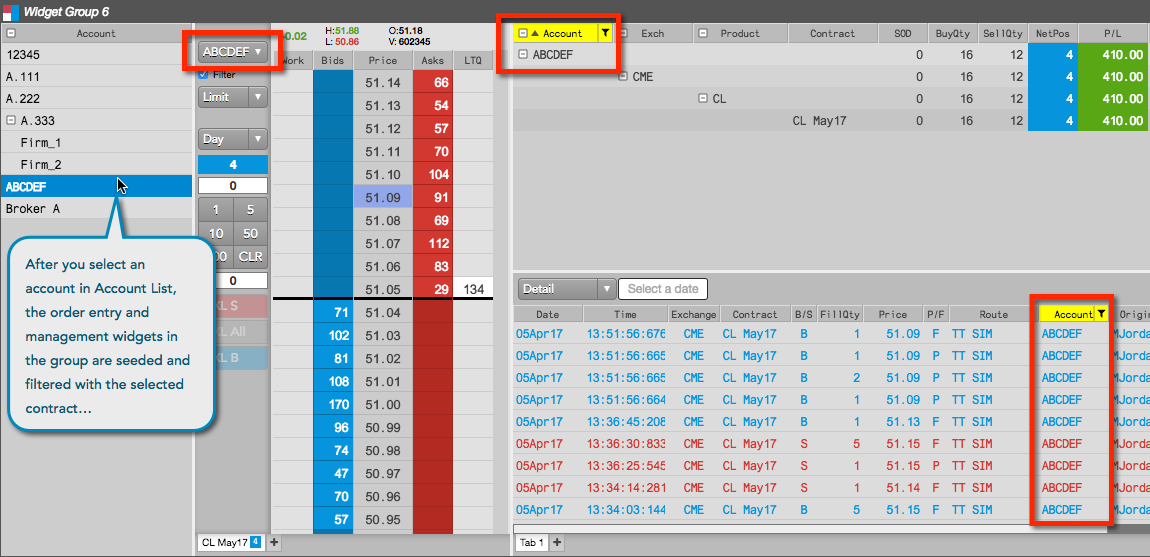 Widget Group 6
Account
12345
A.111
A.222
A.333
Firm_1
Firm_2
ABCDEF
Broker A
After you select an
account in Account List,
the order entry and
management widgets in
the group are seeded and
filtered with the selected
contract...
ABCDEF
Filter
Limit
Day
4
0
1 5
10 50
CLR
0
XL S
XL All
XL B
0.02 H:51.88 O:51.18
L: 50.86 V: 602345
Work Bids Price Asks LTQ
51.14 66
51.13 54
51.12 57
51.11 70
51.10 104
51.09 91
51.08 69
51.07 112
51.06 83
51.05 29 134
71 51.04
102 51.03
81 51.02
108 51.01
170 51.00
96 50.99
74 50.98
47 50.97
70 50.96
57 50.95
CL May17 4 +
Account Exch Product Contract SOD BuyQty SellQty NetPos P/L
ABCDEF 0 16 12 4 410.00
CME 0 16 12 4 410.00
CL 0 16 12 4 410.00
CL May17 0 16 12 4 410.00
Detail Select a date
Date Time Exchange Contract B/S FillQty Price P/F Route Account Origin
05Apr17 13:51:56:676 CME CL May17 B 1 51.09 F TT SIM ABCDEF MJorda
05Apr17 13:51:56:665 CME CL May17 B 1 51.09 P TT SIM ABCDEF MJorda
05Apr17 13:51:56:665 CME CL May17 B 2 51.09 P TT SIM ABCDEF MJorda
05Apr17 13:51:56:664 CME CL May17 B 1 51.09 P TT SIM ABCDEF MJorda
05Apr17 13:36:45:208 CME CL May17 B 1 51.13 F TT SIM ABCDEF MJorda
05Apr17 13:36:30:833 CME CL May17 S 5 51.15 F TT SIM ABCDEF MJorda
05Apr17 13:36:25:545 CME CL May17 S 1 51.15 P TT SIM ABCDEF MJorda
05Apr17 13:34:14:281 CME CL May17 S 1 51.14 F TT SIM ABCDEF MJorda
05Apr17 13:34:03:144 CME CL May17 B 5 51.15 F TT SIM ABCDEF MJorda
Tab 1 +